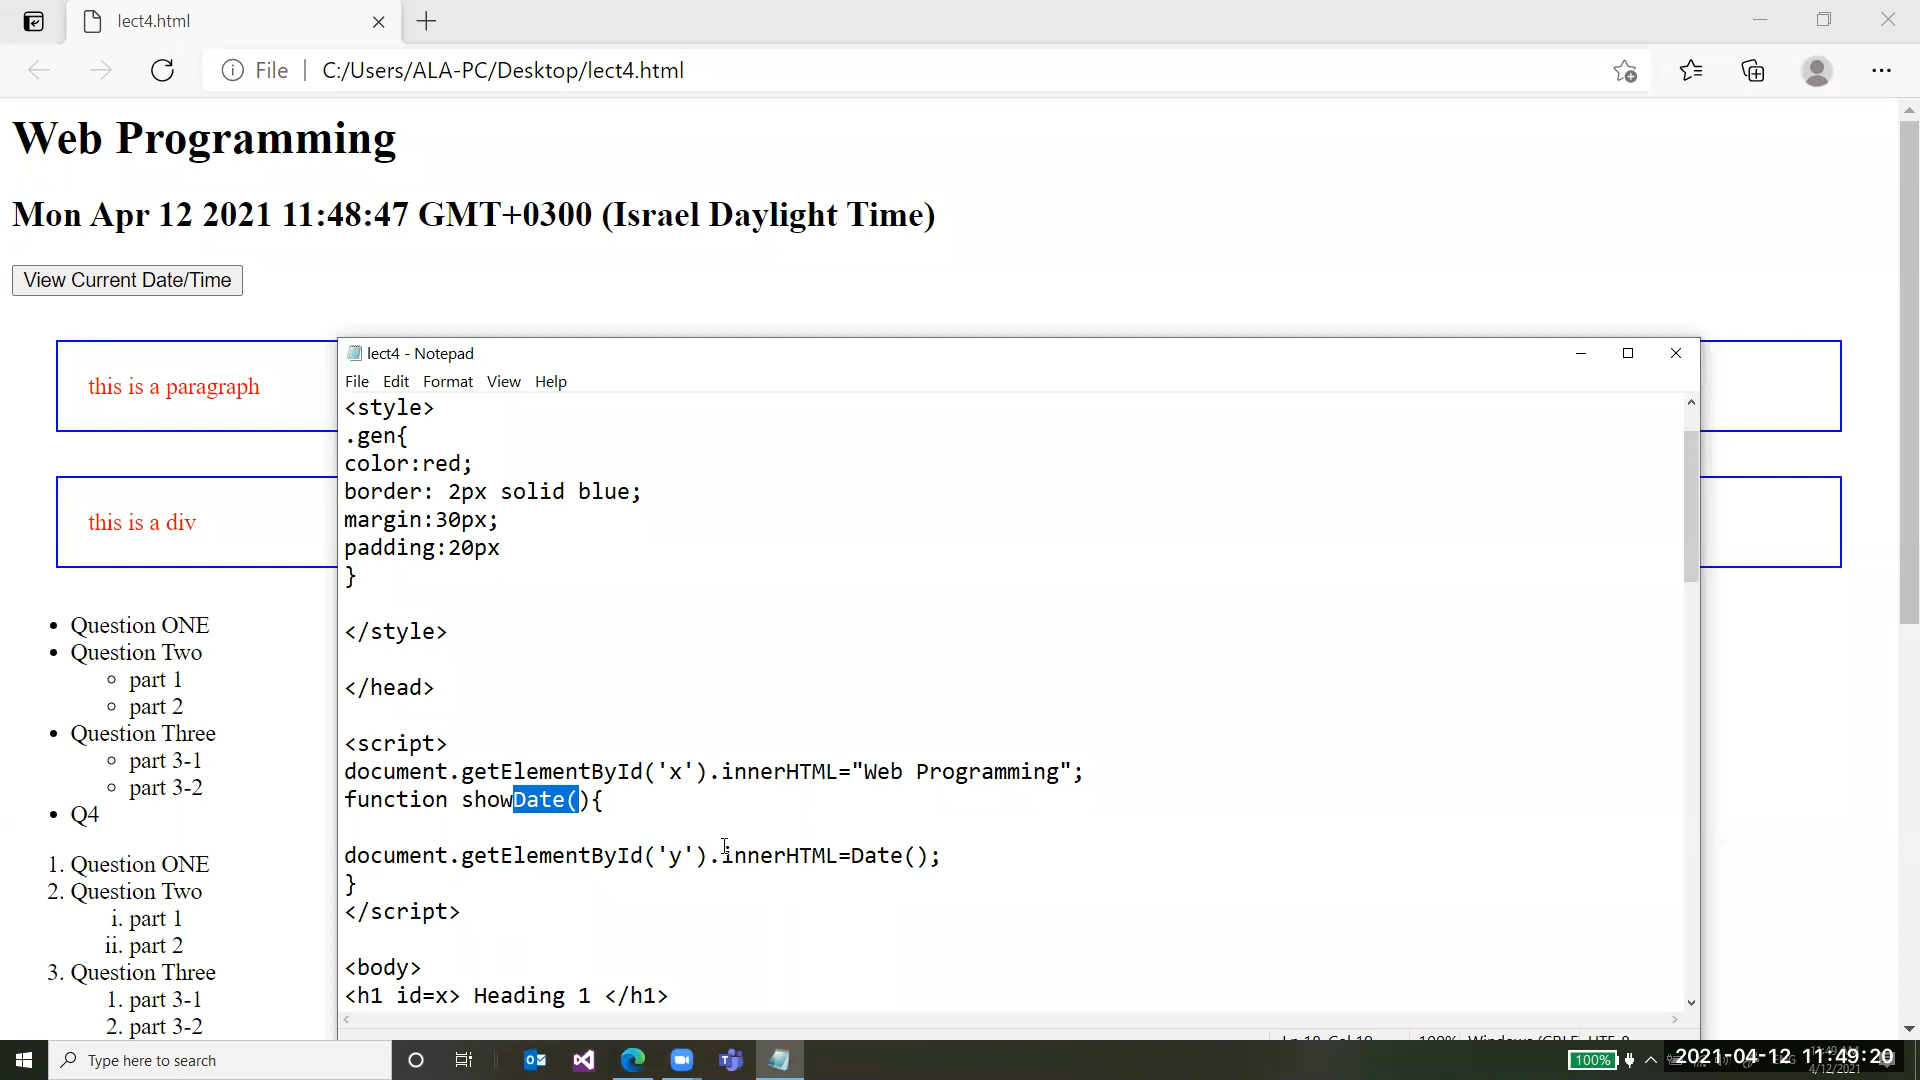 lect4.html
File
C:/Users/ALA-PC/Desktop/lect4.html
Web Programming
Mon Apr 12 2021 11:48:47 GMT+0300 (Israel Daylight Time)
View Current Date/Time
this is a paragraph
this is a div
• Question ONE
• Question Two
◦ part 1
◦ part 2
• Question Three
◦ part 3-1
◦ part 3-2
• Q4
1. Question ONE
2. Question Two
i. part 1
ii. part 2
3. Question Three
1. part 3-1
2. part 3-2
lect4 - Notepad
File Edit Format View Help
<style>
.gen{
color:red;
border: 2px solid blue;
margin:30px;
padding:20px
}
</style>
</head>
<script>
document.getElementById('x').innerHTML="Web Programming";
function showDate(){
document.getElementById('y').innerHTML=Date();
}
</script>
<body>
<h1 id=x> Heading 1 </h1>
Type here to search
100%
2021-04-12 11:49:20
4/12/2021